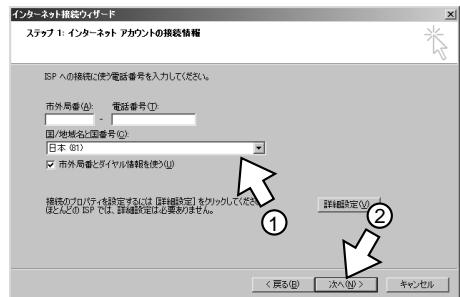 インターネット接続ウィザード
ステップ 1: インターネット アカウントの接続情報
ISP への接続に使う電話番号を入力してください。
市外局番(A): 電話番号(T):
-
国/地域名と国番号(C):
日本 (81)
市外局番とダイヤル情報を使う(U)
接続のプロパティを設定するには [詳細設定] をクリックしてくださ
ほとんどの ISP では、詳細設定は必要ありません。
詳細設定(V)
①
②
< 戻る(B) 次へ(N) > キャンセル